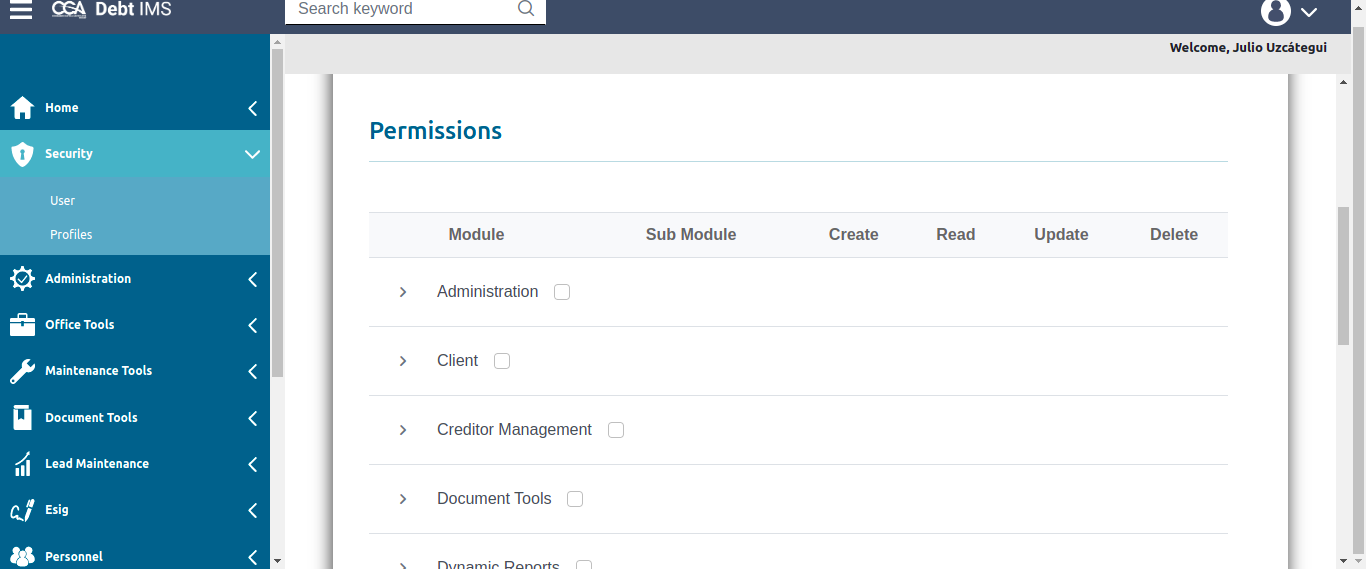 CGA Debt IMS
Search keyword
Welcome, Julio Uzcátegui
Home
Security
User
Profiles
Administration
Office Tools
Maintenance Tools
Document Tools
Lead Maintenance
Esig
Personnel
Permissions
Module Sub Module Create Read Update Delete
Administration
Client
Creditor Management
Document Tools
Dynamic Reports